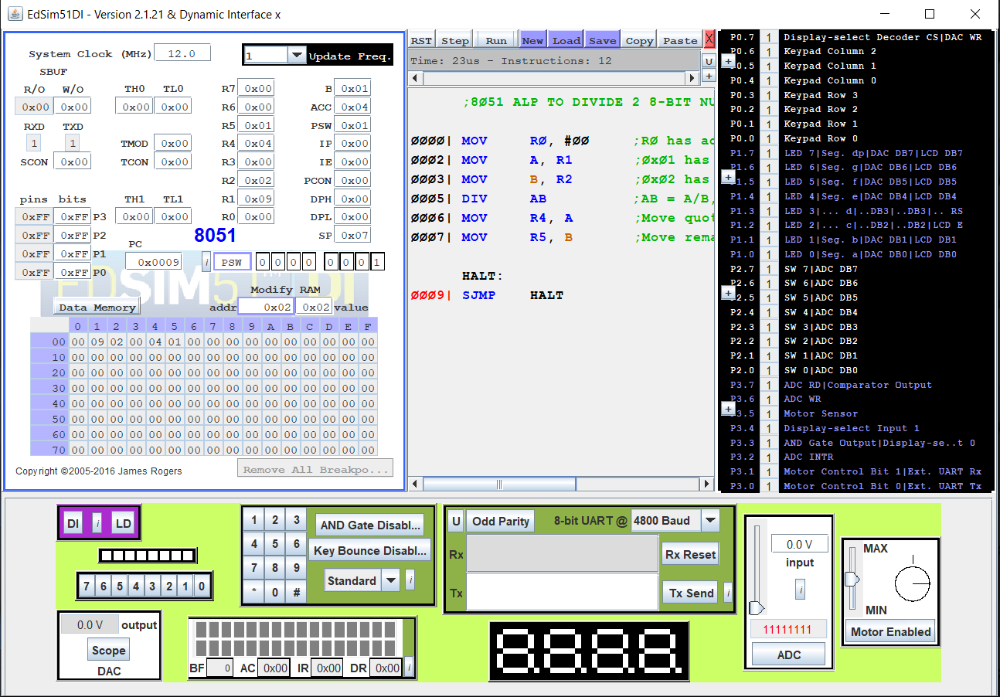 EdSim51DI - Version 2.1.21 & Dynamic Interface x
System Clock (MHz) 12.0 1 Update Freq.
SBUF
R/O W/O TH0 TL0 R7 0x00 B 0x01
0x00 0x00 0x00 0x00 R6 0x00 ACC 0x04
RXD TXD R5 0x01 PSW 0x01
1 1 TMOD 0x00 R4 0x04 IP 0x00
SCON 0x00 TCON 0x00 R3 0x00 IE 0x00
R2 0x02 PCON 0x00
pins bits TH1 TL1 R1 0x09 DPH 0x00
0xFF 0xFF P3 0x00 0x00 R0 0x00 DPL 0x00
0xFF 0xFF P2 8051 SP 0x07
0xFF 0xFF P1 PC
0x0009 i PSW 0 0 0 0 0 0 0 1
0xFF 0xFF P0
EDSIM51 TM DI
Modify RAM
Data Memory addr 0x02 0x02 value
0 1 2 3 4 5 6 7 8 9 A B C D E F
00 00 09 02 00 04 01 00 00 00 00 00 00 00 00 00 00
10 00 00 00 00 00 00 00 00 00 00 00 00 00 00 00 00
20 00 00 00 00 00 00 00 00 00 00 00 00 00 00 00 00
30 00 00 00 00 00 00 00 00 00 00 00 00 00 00 00 00
40 00 00 00 00 00 00 00 00 00 00 00 00 00 00 00 00
50 00 00 00 00 00 00 00 00 00 00 00 00 00 00 00 00
60 00 00 00 00 00 00 00 00 00 00 00 00 00 00 00 00
70 00 00 00 00 00 00 00 00 00 00 00 00 00 00 00 00
Copyright ©2005-2016 James Rogers Remove All Breakpo...
RST Step Run New Load Save Copy Paste X
Time: 23us - Instructions: 12 U
+
;8051 ALP TO DIVIDE 2 8-BIT NU
0000| MOV R0, #00 ;R0 has ad
0002| MOV A, R1 ;0x01 has
0003| MOV B, R2 ;0x02 has
0005| DIV AB ;AB = A/B,
0006| MOV R4, A ;Move quot
0007| MOV R5, B ;Move rema
HALT:
0009| SJMP HALT
P0.7 1 Display-select Decoder CS|DAC WR
P0.6 1 Keypad Column 2
+ 0.5 1 Keypad Column 1
P0.4 1 Keypad Column 0
P0.3 1 Keypad Row 3
P0.2 1 Keypad Row 2
P0.1 1 Keypad Row 1
P0.0 1 Keypad Row 0
P1.7 1 LED 7|Seg. dp|DAC DB7|LCD DB7
P1.6 1 LED 6|Seg. g|DAC DB6|LCD DB6
+ 1.5 1 LED 5|Seg. f|DAC DB5|LCD DB5
P1.4 1 LED 4|Seg. e|DAC DB4|LCD DB4
P1.3 1 LED 3|... d|..DB3|..DB3|.. RS
P1.2 1 LED 2|... c|..DB2|..DB2|LCD E
P1.1 1 LED 1|Seg. b|DAC DB1|LCD DB1
P1.0 1 LED 0|Seg. a|DAC DB0|LCD DB0
P2.7 1 SW 7|ADC DB7
P2.6 1 SW 6|ADC DB6
+ 2.5 1 SW 5|ADC DB5
P2.4 1 SW 4|ADC DB4
P2.3 1 SW 3|ADC DB3
P2.2 1 SW 2|ADC DB2
P2.1 1 SW 1|ADC DB1
P2.0 1 SW 0|ADC DB0
P3.7 1 ADC RD|Comparator Output
P3.6 1 ADC WR
+ 3.5 1 Motor Sensor
P3.4 1 Display-select Input 1
P3.3 1 AND Gate Output|Display-se..t 0
P3.2 1 ADC INTR
P3.1 1 Motor Control Bit 1|Ext. UART Rx
P3.0 1 Motor Control Bit 0|Ext. UART Tx
DI i LD
7 6 5 4 3 2 1 0
0.0 V output
Scope
DAC
1 2 3 AND Gate Disabl...
4 5 6 Key Bounce Disabl...
7 8 9 Standard i
* 0 #
BF 0 AC 0x00 IR 0x00 DR 0x00 i
U Odd Parity 8-bit UART @ 4800 Baud
Rx Rx Reset
Tx Tx Send i
8.8.8.8.
0.0 V
input
i
11111111
ADC
MAX
MIN
Motor Enabled